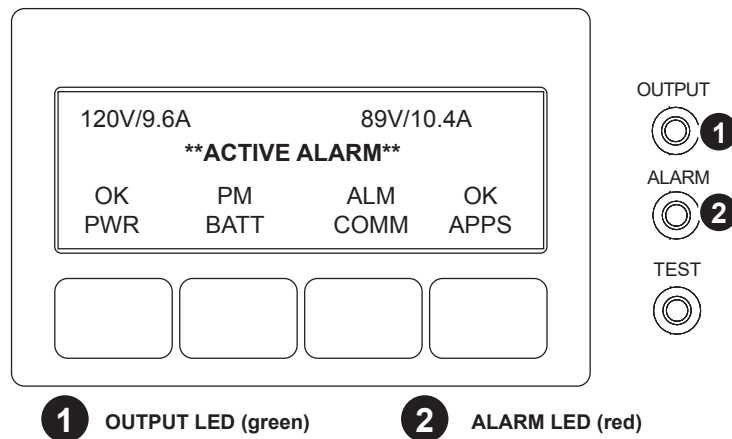 120V/9.6A 89V/10.4A
**ACTIVE ALARM**
OK PM ALM OK
PWR BATT COMM APPS
OUTPUT
1
ALARM
2
TEST
1 OUTPUT LED (green) 2 ALARM LED (red)